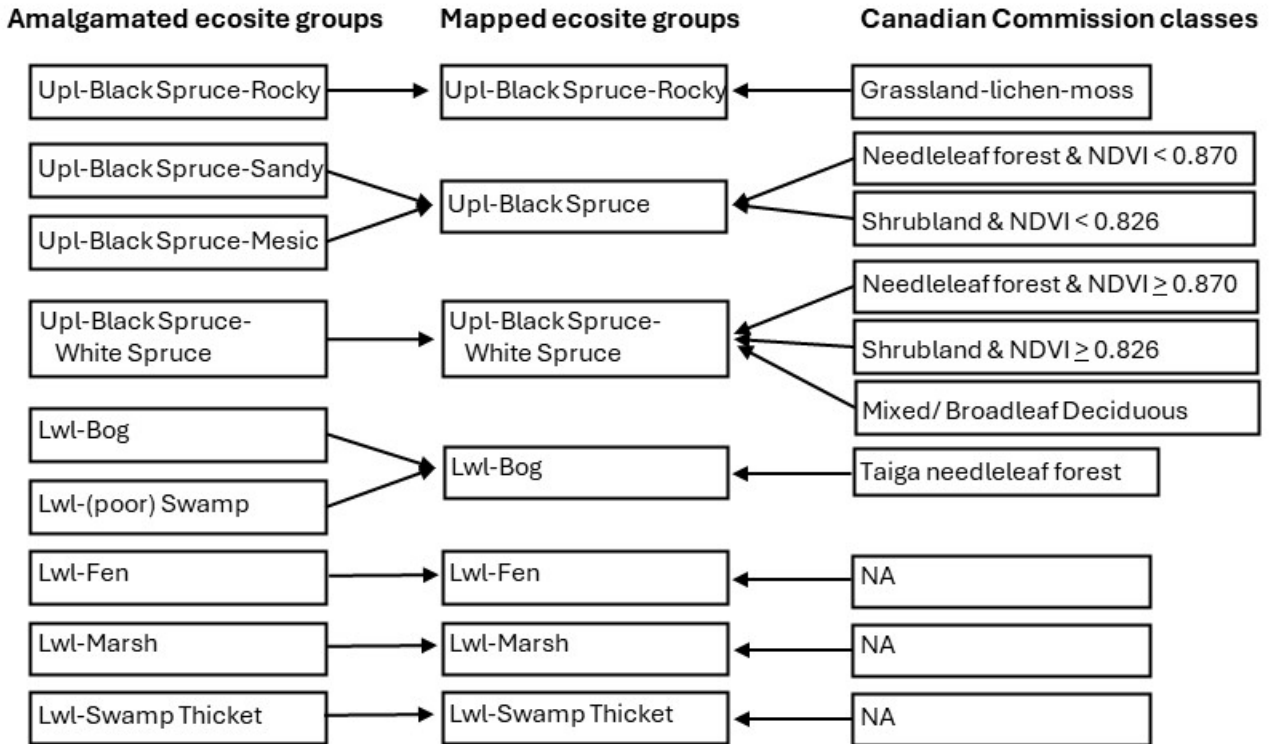 Amalgamated ecosite groups
Mapped ecosite groups
Canadian Commission classes
Upl-Black Spruce-Rocky
Upl-Black Spruce-Rocky
Grassland-lichen-moss
Upl-Black Spruce-Sandy
Upl-Black Spruce-Mesic
Upl-Black Spruce
Needleleaf forest & NDVI < 0.870
Shrubland & NDVI < 0.826
Upl-Black Spruce-
White Spruce
Upl-Black Spruce-
White Spruce
Needleleaf forest & NDVI ≥ 0.870
Shrubland & NDVI ≥ 0.826
Mixed/ Broadleaf Deciduous
Lwl-Bog
Lwl-(poor) Swamp
Lwl-Bog
Taiga needleleaf forest
Lwl-Fen
Lwl-Fen
NA
Lwl-Marsh
Lwl-Marsh
NA
Lwl-Swamp Thicket
Lwl-Swamp Thicket
NA